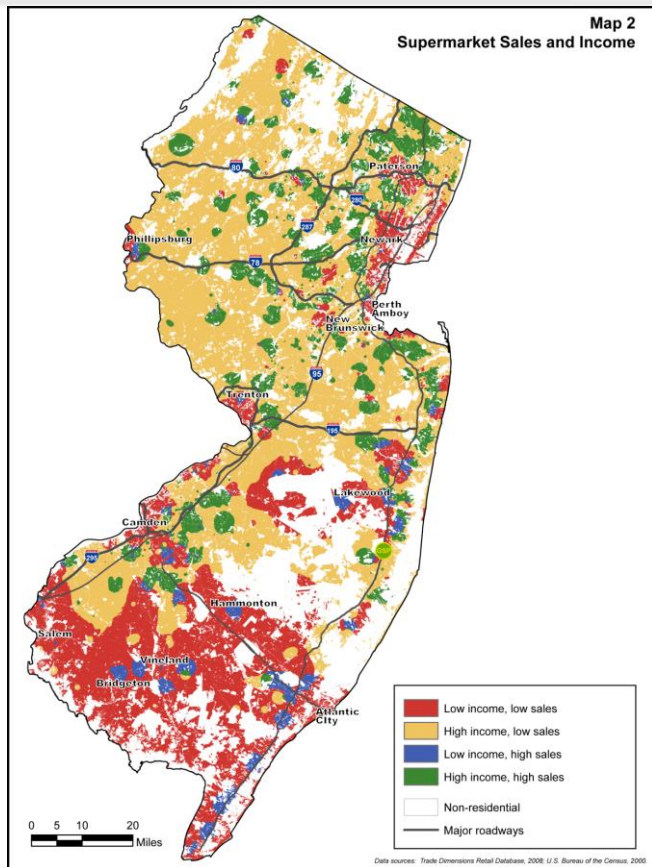 Map 2
Supermarket Sales and Income
Paterson
80
280
287
Newark
Phillipsburg
78
Perth
Amboy
New
Brunswick
95
Trenton
195
Lakewood
Camden
295
GSP
Hammonton
Salem
Vineland
Bridgeton
Atlantic
CIty
Low income, low sales
High income, low sales
Low income, high sales
High income, high sales
Non-residential
Major roadways
0 5 10 20
Miles
Data sources: Trade Dimensions Retail Database, 2008; U.S. Bureau of the Census, 2000.